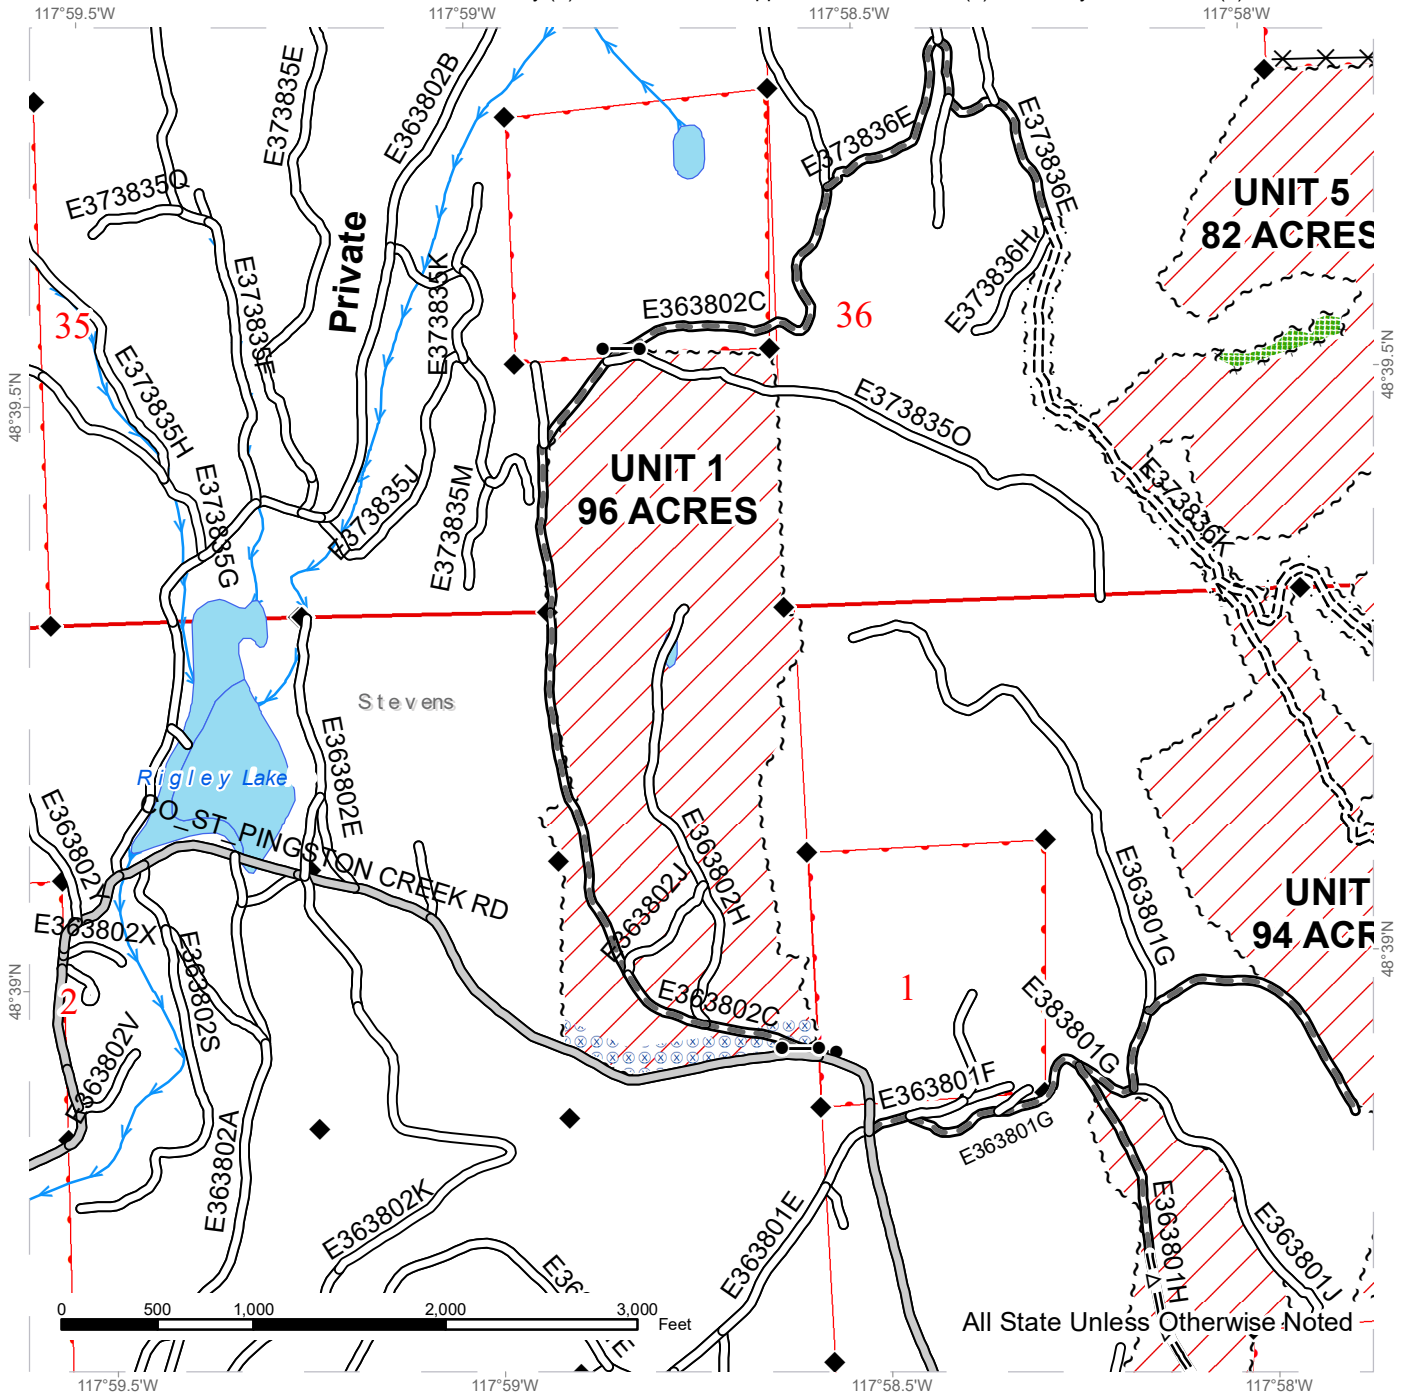 117°59.5'W
117°59'W
117°58.5'W
117°58'W
E373835E
E363802B
E373836E
E373836F
UNIT 5
82 ACRES
E373835Q
Private
E373836H
E373835K
E373835F
E363802C
36
35
48°39.5'N
48°39.5'N
E373835H
E373835O
UNIT 1
96 ACRES
E373835G
E373835J
E373835M
E373836K
Stevens
E363802E
Rigley Lake
CO_ST_PINGSTON CREEK RD
E363802J
E363802H
E363801G
UNIT
94 ACR
E363802X
E363802S
E363802C
1
2
48°39'N
48°39'N
E383801G
E363802V
E363801F
E363801G
E363802A
E363802K
E363801E
E363801H
E363801J
E36
0
500
1,000
2,000
3,000
Feet
All State Unless Otherwise Noted
117°59.5'W
117°59'W
117°58.5'W
117°58'W